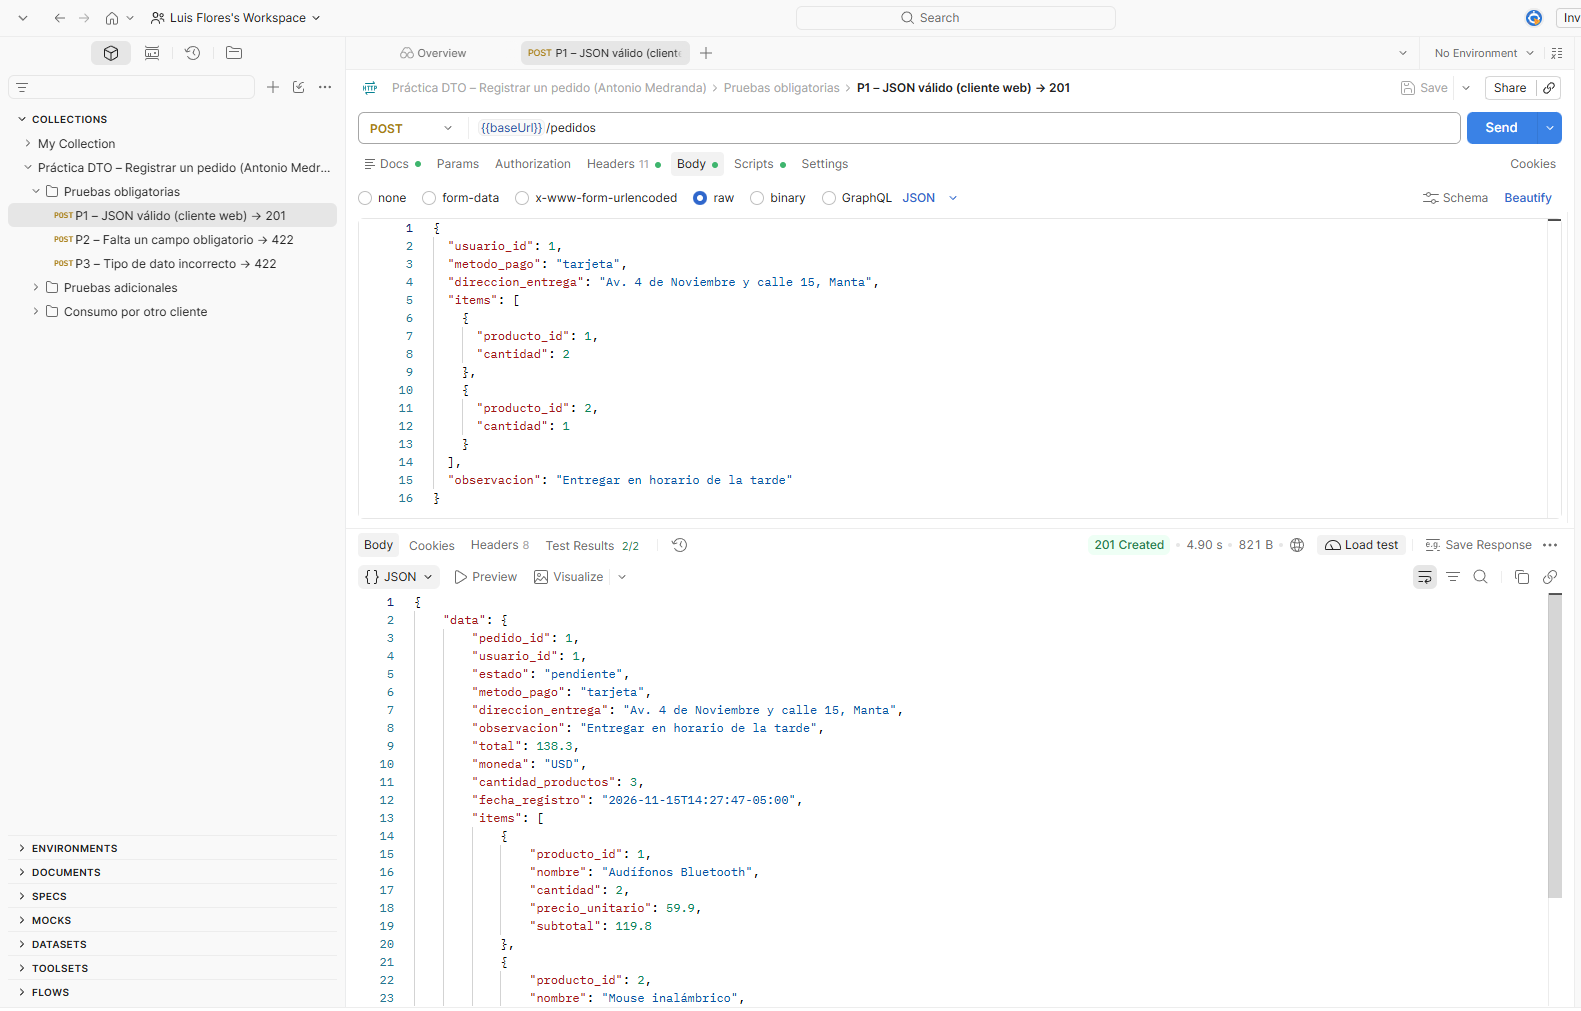 Luis Flores's Workspace
Search
Inv
Overview
POST P1 – JSON válido (cliente
No Environment
Práctica DTO – Registrar un pedido (Antonio Medranda) > Pruebas obligatorias > P1 – JSON válido (cliente web) → 201
Save
Share
COLLECTIONS
My Collection
Práctica DTO – Registrar un pedido (Antonio Medr...
Pruebas obligatorias
POST P1 – JSON válido (cliente web) → 201
POST P2 – Falta un campo obligatorio → 422
POST P3 – Tipo de dato incorrecto → 422
Pruebas adicionales
Consumo por otro cliente
ENVIRONMENTS
DOCUMENTS
SPECS
MOCKS
DATASETS
TOOLSETS
FLOWS
POST
{{baseUrl}} /pedidos
Send
Docs
Params
Authorization
Headers 11
Body
Scripts
Settings
Cookies
none
form-data
x-www-form-urlencoded
raw
binary
GraphQL
JSON
Schema
Beautify
1 {
2 "usuario_id": 1,
3 "metodo_pago": "tarjeta",
4 "direccion_entrega": "Av. 4 de Noviembre y calle 15, Manta",
5 "items": [
6 {
7 "producto_id": 1,
8 "cantidad": 2
9 },
10 {
11 "producto_id": 2,
12 "cantidad": 1
13 }
14 ],
15 "observacion": "Entregar en horario de la tarde"
16 }
Body
Cookies
Headers 8
Test Results 2/2
201 Created
4.90 s
821 B
Load test
e.g. Save Response
{} JSON
Preview
Visualize
1 {
2 "data": {
3 "pedido_id": 1,
4 "usuario_id": 1,
5 "estado": "pendiente",
6 "metodo_pago": "tarjeta",
7 "direccion_entrega": "Av. 4 de Noviembre y calle 15, Manta",
8 "observacion": "Entregar en horario de la tarde",
9 "total": 138.3,
10 "moneda": "USD",
11 "cantidad_productos": 3,
12 "fecha_registro": "2026-11-15T14:27:47-05:00",
13 "items": [
14 {
15 "producto_id": 1,
16 "nombre": "Audífonos Bluetooth",
17 "cantidad": 2,
18 "precio_unitario": 59.9,
19 "subtotal": 119.8
20 },
21 {
22 "producto_id": 2,
23 "nombre": "Mouse inalámbrico",